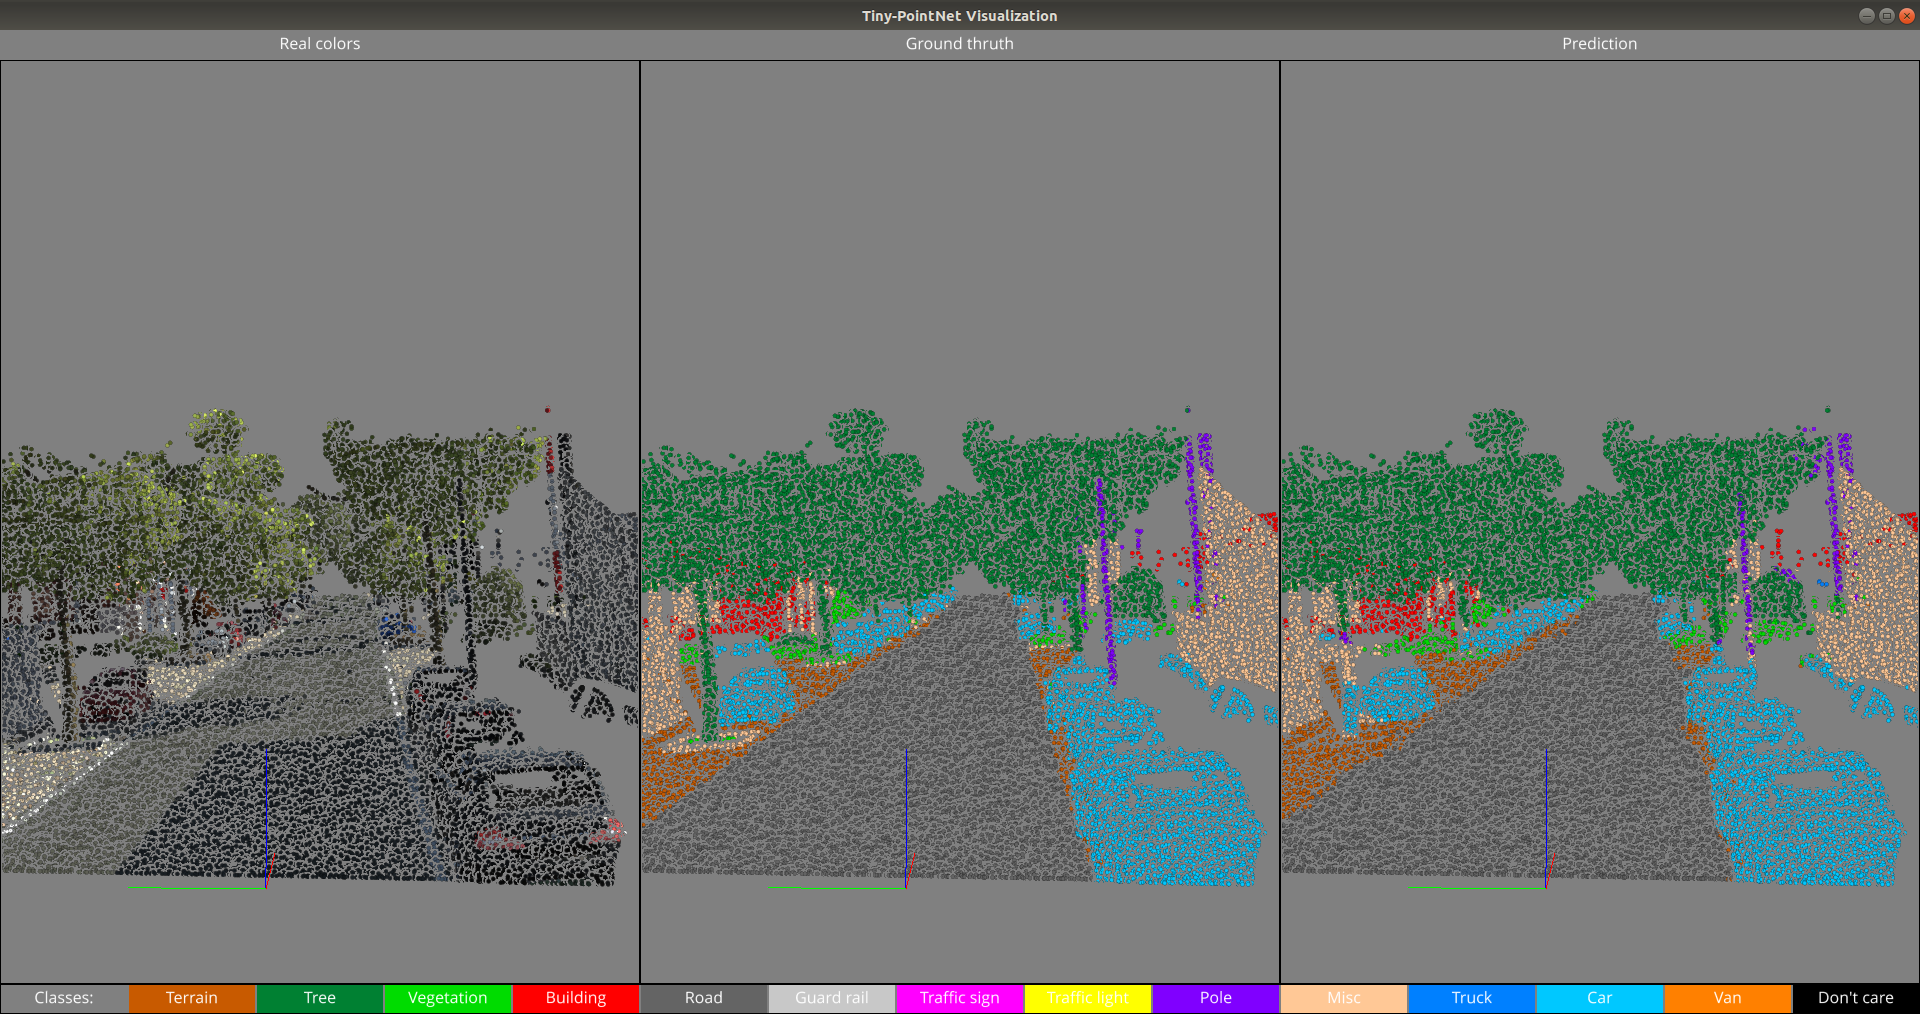 Tiny-PointNet Visualization
Real colors Ground thruth Prediction
Classes: Terrain Tree Vegetation Building Road Guard rail Traffic sign Traffic light Pole Misc Truck Car Van Don't care